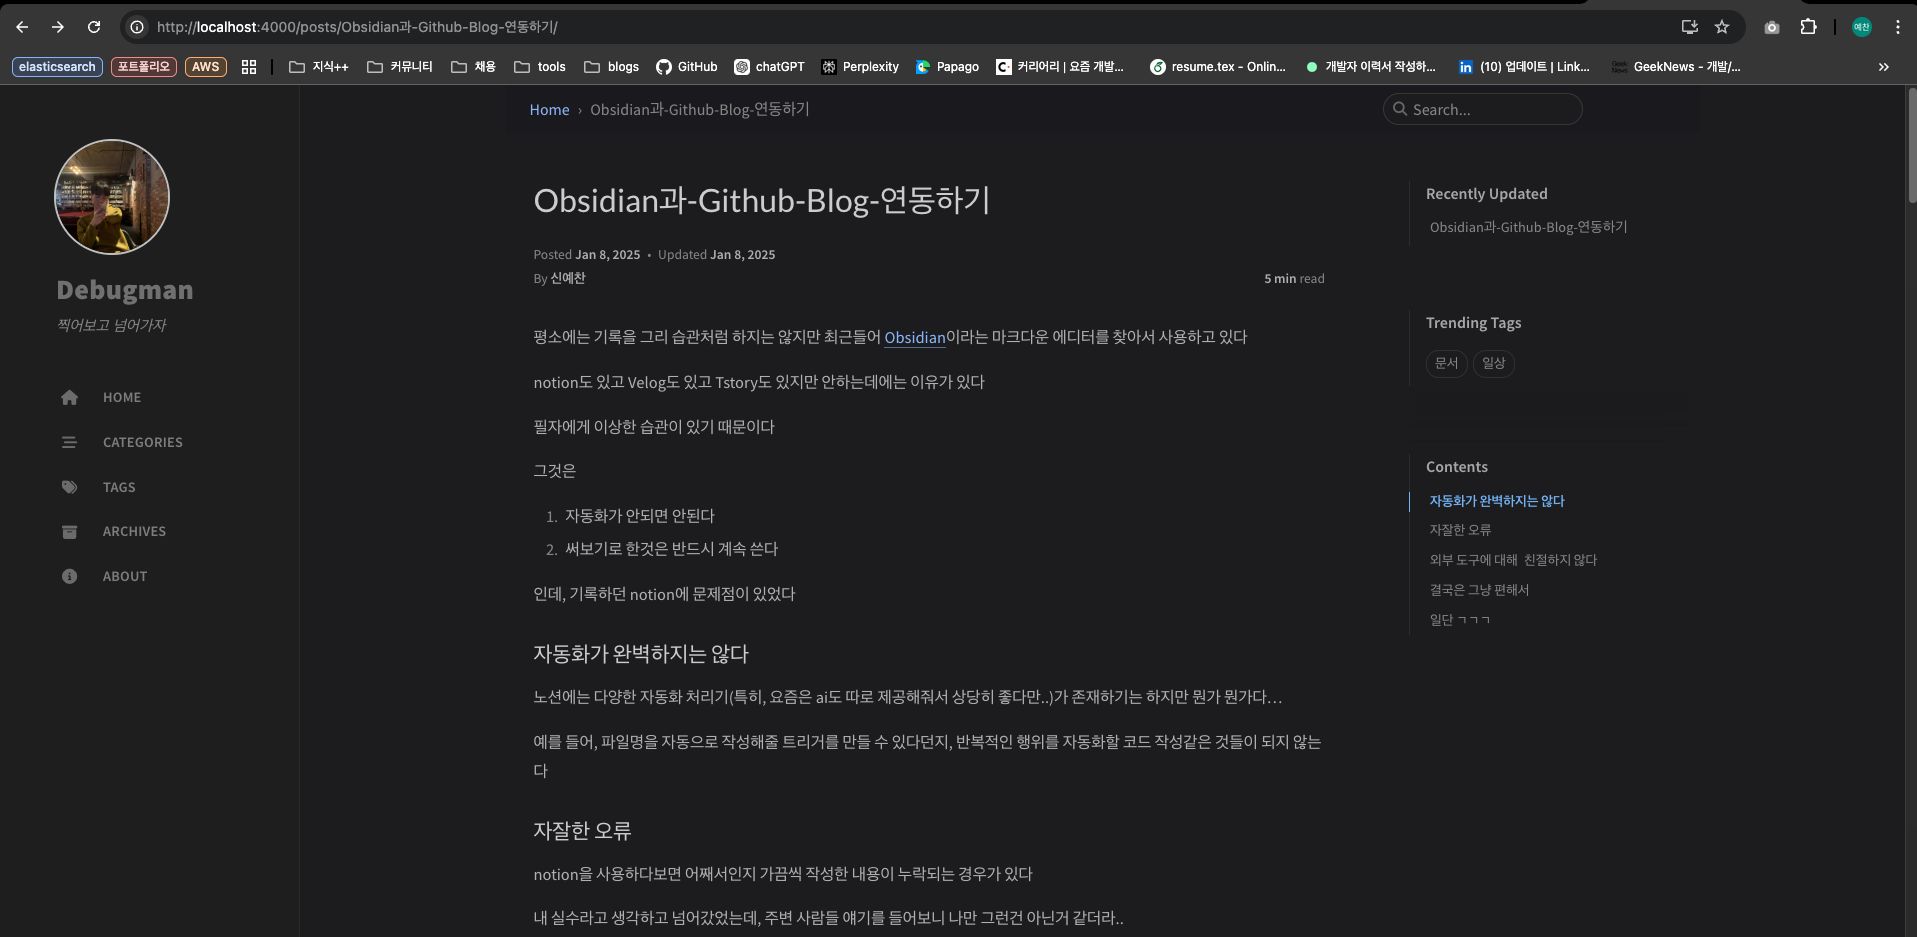 http://localhost:4000/posts/Obsidian과-Github-Blog-연동하기/
예찬
elasticsearch 포트폴리오 AWS 지식++ 커뮤니티 채용 tools blogs GitHub chatGPT Perplexity Papago 커리어리 | 요즘 개발... resume.tex - Onlin... 개발자 이력서 작성하... (10) 업데이트 | Link... GeekNews - 개발/...
Home › Obsidian과-Github-Blog-연동하기
Search...
Debugman
찍어보고 넘어가자
HOME
CATEGORIES
TAGS
ARCHIVES
ABOUT
Obsidian과-Github-Blog-연동하기
Posted Jan 8, 2025 • Updated Jan 8, 2025
By 신예찬
5 min read
평소에는 기록을 그리 습관처럼 하지는 않지만 최근들어 Obsidian이라는 마크다운 에디터를 찾아서 사용하고 있다
notion도 있고 Velog도 있고 Tstory도 있지만 안하는데에는 이유가 있다
필자에게 이상한 습관이 있기 때문이다
그것은
1. 자동화가 안되면 안된다
2. 써보기로 한것은 반드시 계속 쓴다
인데, 기록하던 notion에 문제점이 있었다
자동화가 완벽하지는 않다
노션에는 다양한 자동화 처리기(특히, 요즘은 ai도 따로 제공해줘서 상당히 좋다만..)가 존재하기는 하지만 뭔가 뭔가다…
예를 들어, 파일명을 자동으로 작성해줄 트리거를 만들 수 있다던지, 반복적인 행위를 자동화할 코드 작성같은 것들이 되지 않는
다
자잘한 오류
notion을 사용하다보면 어째서인지 가끔씩 작성한 내용이 누락되는 경우가 있다
내 실수라고 생각하고 넘어갔었는데, 주변 사람들 얘기를 들어보니 나만 그런건 아닌거 같더라..
Recently Updated
Obsidian과-Github-Blog-연동하기
Trending Tags
문서 일상
Contents
자동화가 완벽하지는 않다
자잘한 오류
외부 도구에 대해 친절하지 않다
결국은 그냥 편해서
일단 ㄱㄱㄱ